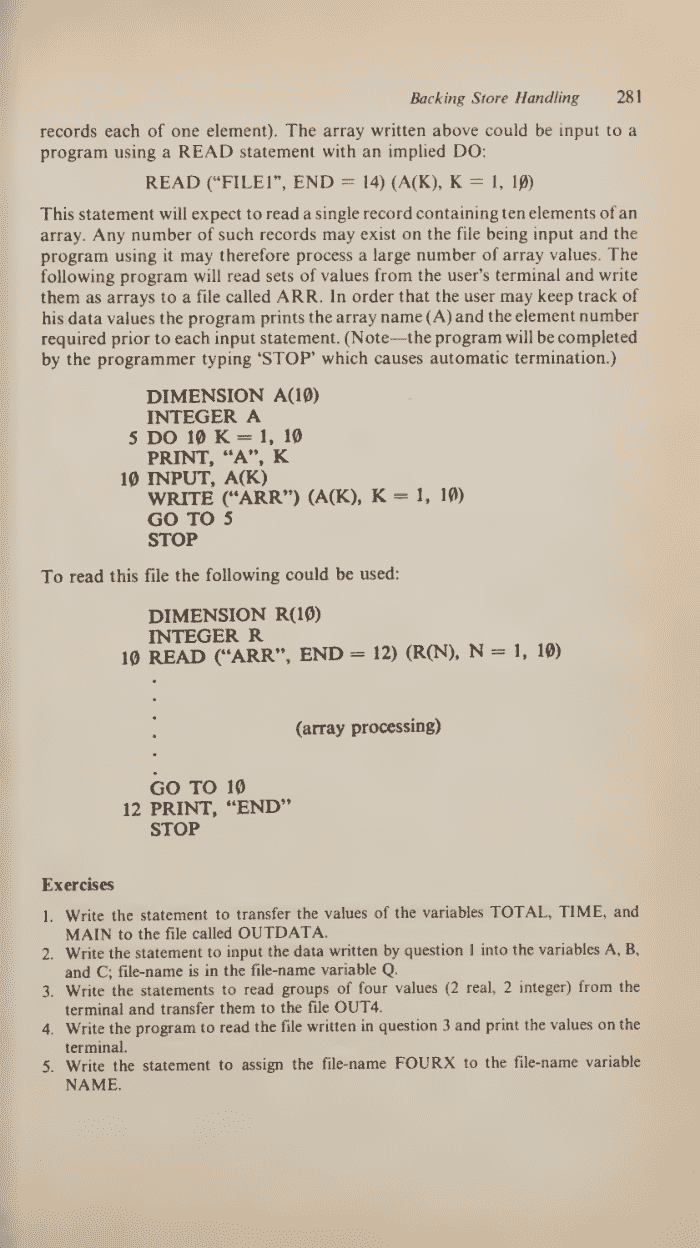 Backing Store Handling 281
records each of one element). The array written above could be input to a
program using a READ statement with an implied DO:
READ (“FILE1”, END = 14) (A(K), K = 1, 1Ø)
This statement will expect to read a single record containing ten elements of an
array. Any number of such records may exist on the file being input and the
program using it may therefore process a large number of array values. The
following program will read sets of values from the user's terminal and write
them as arrays to a file called ARR. In order that the user may keep track of
his data values the program prints the array name (A) and the element number
required prior to each input statement. (Note—the program will be completed
by the programmer typing ‘STOP’ which causes automatic termination.)
DIMENSION A(1Ø)
INTEGER A
5 DO 1Ø K = 1, 1Ø
PRINT, “A”, K
1Ø INPUT, A(K)
WRITE (“ARR”) (A(K), K = 1, 1Ø)
GO TO 5
STOP
To read this file the following could be used:
DIMENSION R(1Ø)
INTEGER R
1Ø READ (“ARR”, END = 12) (R(N), N = 1, 1Ø)
.
.
.
(array processing)
.
.
.
GO TO 1Ø
12 PRINT, “END”
STOP
Exercises
1. Write the statement to transfer the values of the variables TOTAL, TIME, and
MAIN to the file called OUTDATA.
2. Write the statement to input the data written by question 1 into the variables A, B,
and C; file-name is in the file-name variable Q.
3. Write the statements to read groups of four values (2 real, 2 integer) from the
terminal and transfer them to the file OUT4.
4. Write the program to read the file written in question 3 and print the values on the
terminal.
5. Write the statement to assign the file-name FOURX to the file-name variable
NAME.